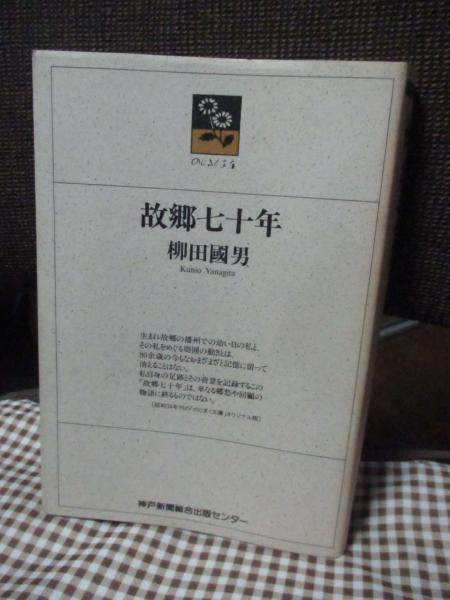 のじぎく文庫
故郷七十年
柳田國男
Kunio Yanagita
生まれ故郷の播州での幼い日の私と、
その私をめぐる周囲の動きとは、
80余歳の今もなおまざまざと記憶に留って
消えることはない。
私自身の足跡とその背景を記録するこの
「故郷七十年」は、単なる郷愁や回顧の
物語に終るものではない。
(昭和34年刊の「のじぎく文庫」オリジナル版)
神戸新聞総合出版センター